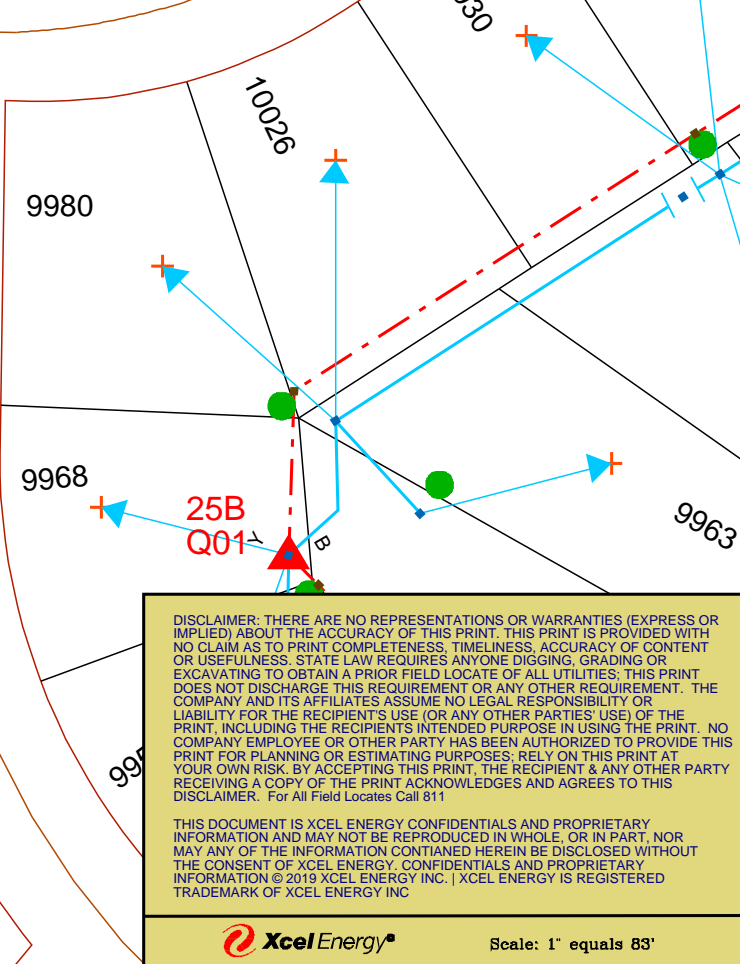 10026
9980
9968
25B
Q01
Y
B
9963
DISCLAIMER: THERE ARE NO REPRESENTATIONS OR WARRANTIES (EXPRESS OR
IMPLIED) ABOUT THE ACCURACY OF THIS PRINT. THIS PRINT IS PROVIDED WITH
NO CLAIM AS TO PRINT COMPLETENESS, TIMELINESS, ACCURACY OF CONTENT
OR USEFULNESS. STATE LAW REQUIRES ANYONE DIGGING, GRADING OR
EXCAVATING TO OBTAIN A PRIOR FIELD LOCATE OF ALL UTILITIES; THIS PRINT
DOES NOT DISCHARGE THIS REQUIREMENT OR ANY OTHER REQUIREMENT. THE
COMPANY AND ITS AFFILIATES ASSUME NO LEGAL RESPONSIBILITY OR
LIABILITY FOR THE RECIPIENT'S USE (OR ANY OTHER PARTIES' USE) OF THE
PRINT, INCLUDING THE RECIPIENTS INTENDED PURPOSE IN USING THE PRINT. NO
COMPANY EMPLOYEE OR OTHER PARTY HAS BEEN AUTHORIZED TO PROVIDE THIS
PRINT FOR PLANNING OR ESTIMATING PURPOSES; RELY ON THIS PRINT AT
YOUR OWN RISK. BY ACCEPTING THIS PRINT, THE RECIPIENT & ANY OTHER PARTY
RECEIVING A COPY OF THE PRINT ACKNOWLEDGES AND AGREES TO THIS
DISCLAIMER. For All Field Locates Call 811
THIS DOCUMENT IS XCEL ENERGY CONFIDENTIALS AND PROPRIETARY
INFORMATION AND MAY NOT BE REPRODUCED IN WHOLE, OR IN PART, NOR
MAY ANY OF THE INFORMATION CONTIANED HEREIN BE DISCLOSED WITHOUT
THE CONSENT OF XCEL ENERGY. CONFIDENTIALS AND PROPRIETARY
INFORMATION © 2019 XCEL ENERGY INC. | XCEL ENERGY IS REGISTERED
TRADEMARK OF XCEL ENERGY INC
Xcel Energy®
Scale: 1" equals 83'